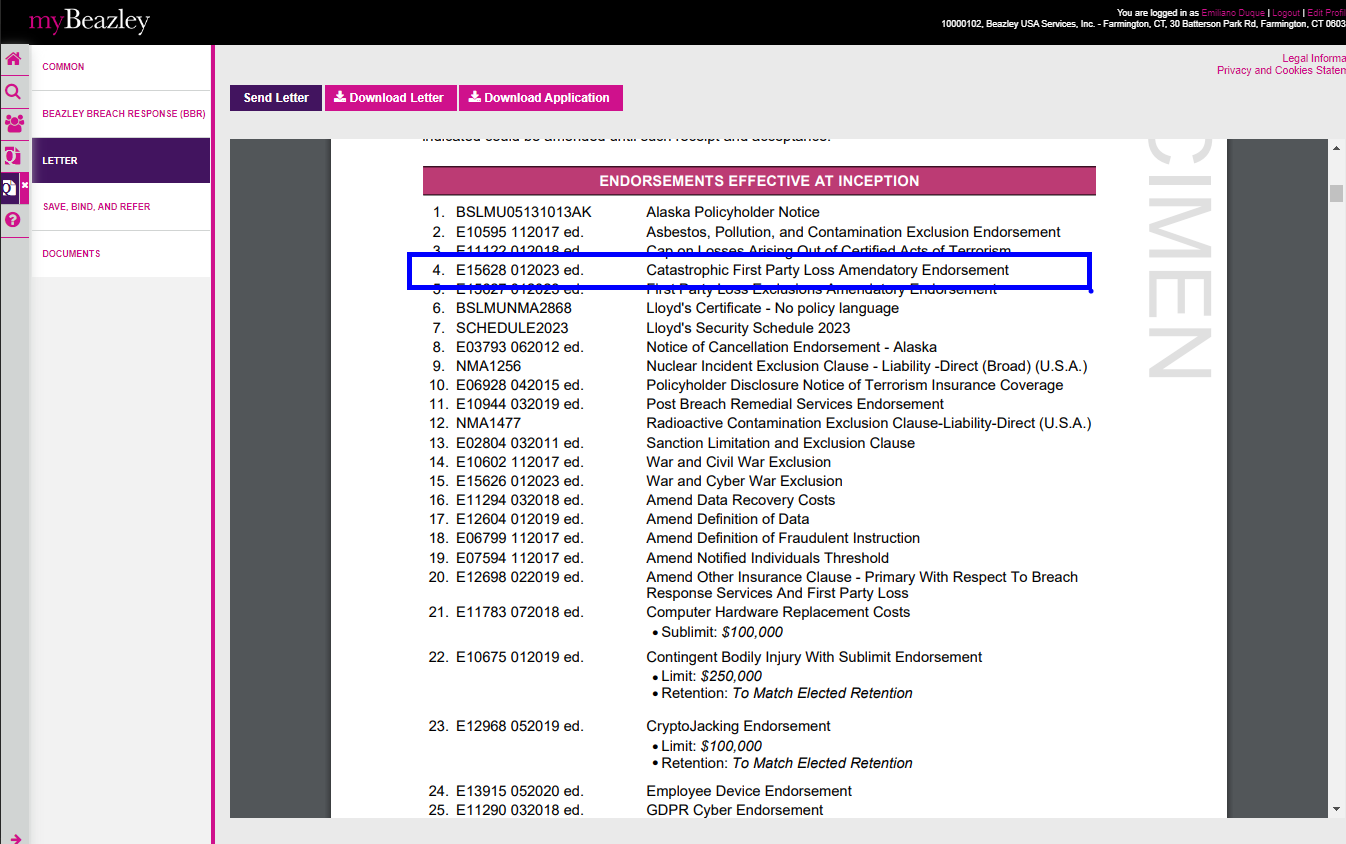 myBeazley
You are logged in as Emiliano Duque | Logout | Edit Profil
10000102, Beazley USA Services, Inc. - Farmington, CT, 30 Batterson Park Rd, Farmington, CT 0603
Legal Informa
Privacy and Cookies Statem
COMMON
BEAZLEY BREACH RESPONSE (BBR)
LETTER
SAVE, BIND, AND REFER
DOCUMENTS
Send Letter Download Letter Download Application
indicated could be amended until such receipt and acceptance.
CIMEN
ENDORSEMENTS EFFECTIVE AT INCEPTION
1. BSLMU05131013AK Alaska Policyholder Notice
2. E10595 112017 ed. Asbestos, Pollution, and Contamination Exclusion Endorsement
3. E11122 012018 ed. Cap on Losses Arising Out of Certified Acts of Terrorism
4. E15628 012023 ed. Catastrophic First Party Loss Amendatory Endorsement
5. E15627 012023 ed. First Party Loss Exclusions Amendatory Endorsement
6. BSLMUNMA2868 Lloyd's Certificate - No policy language
7. SCHEDULE2023 Lloyd's Security Schedule 2023
8. E03793 062012 ed. Notice of Cancellation Endorsement - Alaska
9. NMA1256 Nuclear Incident Exclusion Clause - Liability -Direct (Broad) (U.S.A.)
10. E06928 042015 ed. Policyholder Disclosure Notice of Terrorism Insurance Coverage
11. E10944 032019 ed. Post Breach Remedial Services Endorsement
12. NMA1477 Radioactive Contamination Exclusion Clause-Liability-Direct (U.S.A.)
13. E02804 032011 ed. Sanction Limitation and Exclusion Clause
14. E10602 112017 ed. War and Civil War Exclusion
15. E15626 012023 ed. War and Cyber War Exclusion
16. E11294 032018 ed. Amend Data Recovery Costs
17. E12604 012019 ed. Amend Definition of Data
18. E06799 112017 ed. Amend Definition of Fraudulent Instruction
19. E07594 112017 ed. Amend Notified Individuals Threshold
20. E12698 022019 ed. Amend Other Insurance Clause - Primary With Respect To Breach
Response Services And First Party Loss
21. E11783 072018 ed. Computer Hardware Replacement Costs
• Sublimit: $100,000
22. E10675 012019 ed. Contingent Bodily Injury With Sublimit Endorsement
• Limit: $250,000
• Retention: To Match Elected Retention
23. E12968 052019 ed. CryptoJacking Endorsement
• Limit: $100,000
• Retention: To Match Elected Retention
24. E13915 052020 ed. Employee Device Endorsement
25. E11290 032018 ed. GDPR Cyber Endorsement